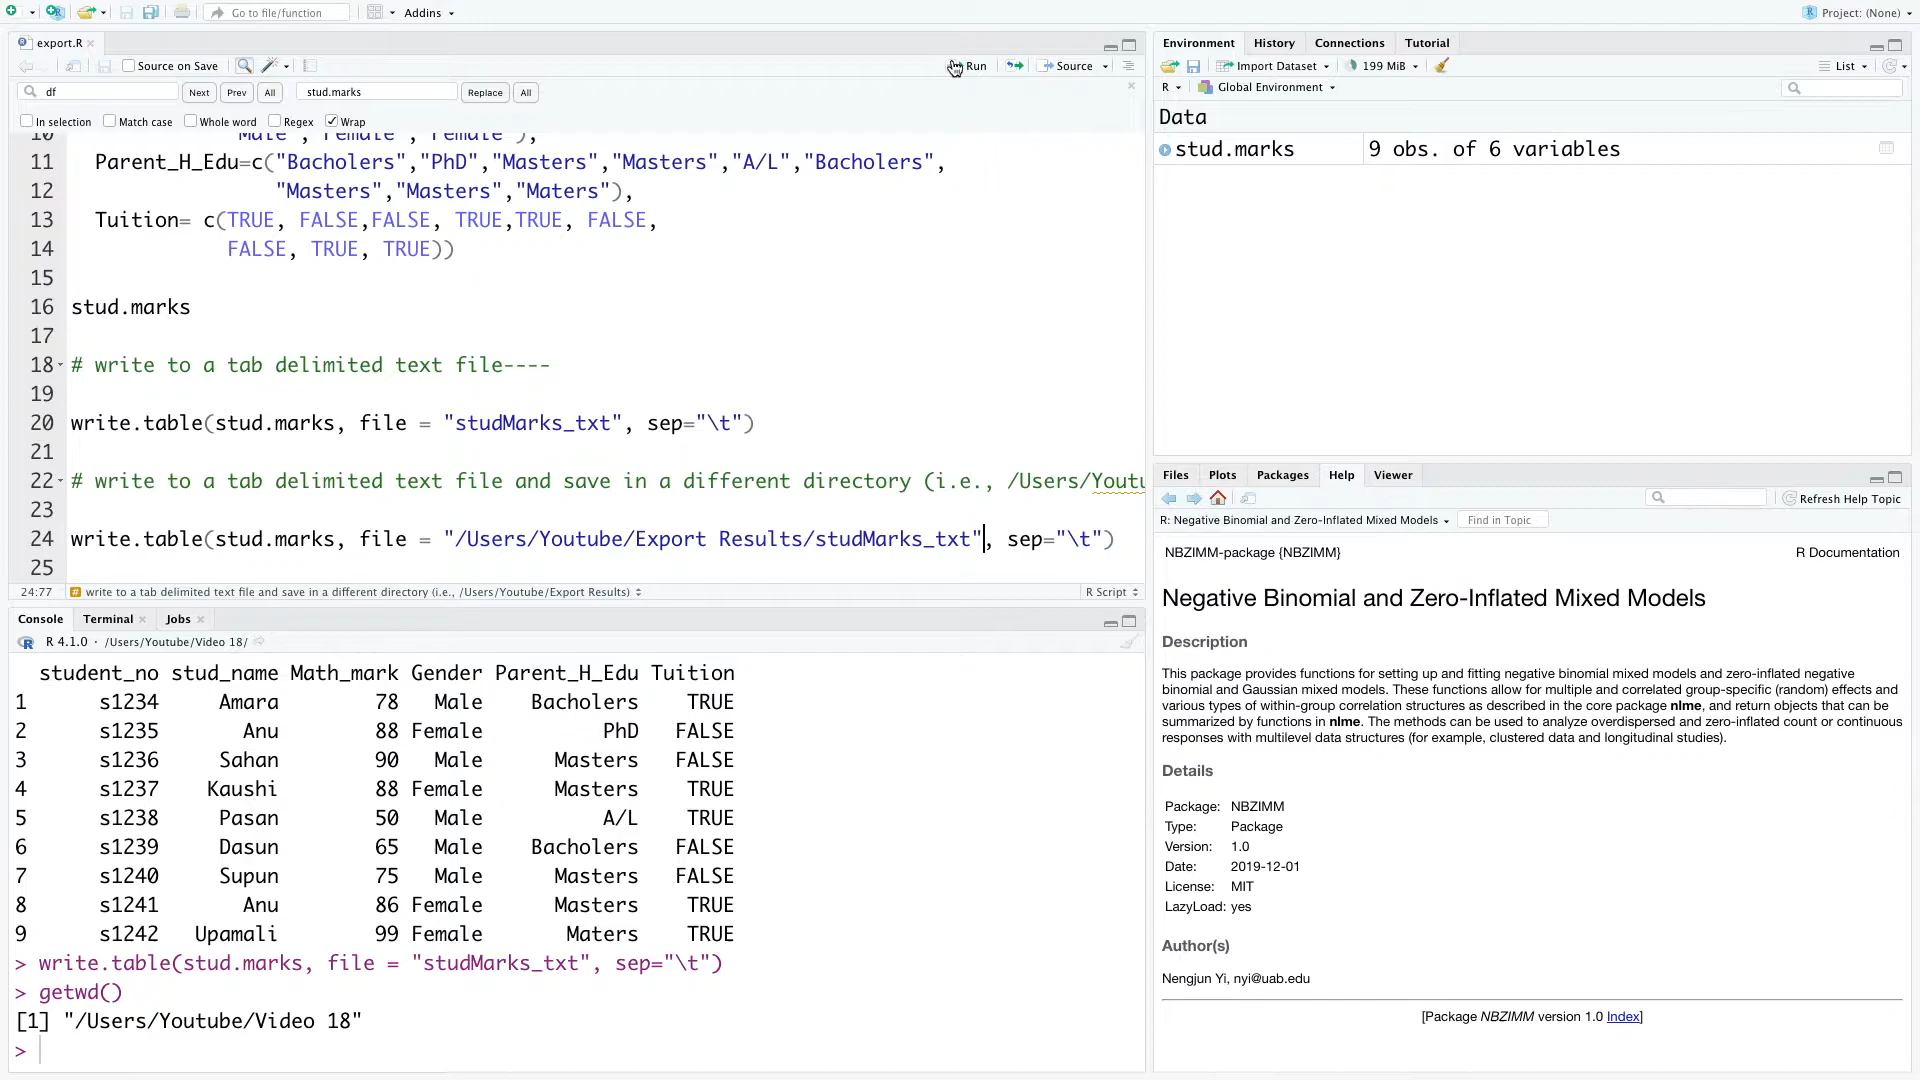 Go to file/function
Addins
Project: (None)
export.R
Source on Save
Run
Source
df
Next
Prev
All
stud.marks
Replace
All
In selection
Match case
Whole word
Regex
Wrap
10 "Male", "Female", "Female"),
11 Parent_H_Edu=c("Bacholers","PhD","Masters","Masters","A/L","Bacholers",
12 "Masters","Masters","Maters"),
13 Tuition= c(TRUE, FALSE,FALSE, TRUE,TRUE, FALSE,
14 FALSE, TRUE, TRUE))
15
16 stud.marks
17
18 # write to a tab delimited text file----
19
20 write.table(stud.marks, file = "studMarks_txt", sep="\t")
21
22 # write to a tab delimited text file and save in a different directory (i.e., /Users/Youtu
23
24 write.table(stud.marks, file = "/Users/Youtube/Export Results/studMarks_txt", sep="\t")
25
24:77 # write to a tab delimited text file and save in a different directory (i.e., /Users/Youtube/Export Results) R Script
Console Terminal Jobs
R 4.1.0 · /Users/Youtube/Video 18/
student_no stud_name Math_mark Gender Parent_H_Edu Tuition
1 s1234 Amara 78 Male Bacholers TRUE
2 s1235 Anu 88 Female PhD FALSE
3 s1236 Sahan 90 Male Masters FALSE
4 s1237 Kaushi 88 Female Masters TRUE
5 s1238 Pasan 50 Male A/L TRUE
6 s1239 Dasun 65 Male Bacholers FALSE
7 s1240 Supun 75 Male Masters FALSE
8 s1241 Anu 86 Female Masters TRUE
9 s1242 Upamali 99 Female Maters TRUE
> write.table(stud.marks, file = "studMarks_txt", sep="\t")
> getwd()
[1] "/Users/Youtube/Video 18"
>
Environment History Connections Tutorial
Import Dataset 199 MiB List
R Global Environment
Data
stud.marks 9 obs. of 6 variables
Files Plots Packages Help Viewer
Refresh Help Topic
R: Negative Binomial and Zero-Inflated Mixed Models Find in Topic
NBZIMM-package {NBZIMM} R Documentation
Negative Binomial and Zero-Inflated Mixed Models
Description
This package provides functions for setting up and fitting negative binomial mixed models and zero-inflated negative
binomial and Gaussian mixed models. These functions allow for multiple and correlated group-specific (random) effects and
various types of within-group correlation structures as described in the core package nlme, and return objects that can be
summarized by functions in nlme. The methods can be used to analyze overdispersed and zero-inflated count or continuous
responses with multilevel data structures (for example, clustered data and longitudinal studies).
Details
Package: NBZIMM
Type: Package
Version: 1.0
Date: 2019-12-01
License: MIT
LazyLoad: yes
Author(s)
Nengjun Yi, nyi@uab.edu
[Package NBZIMM version 1.0 Index]